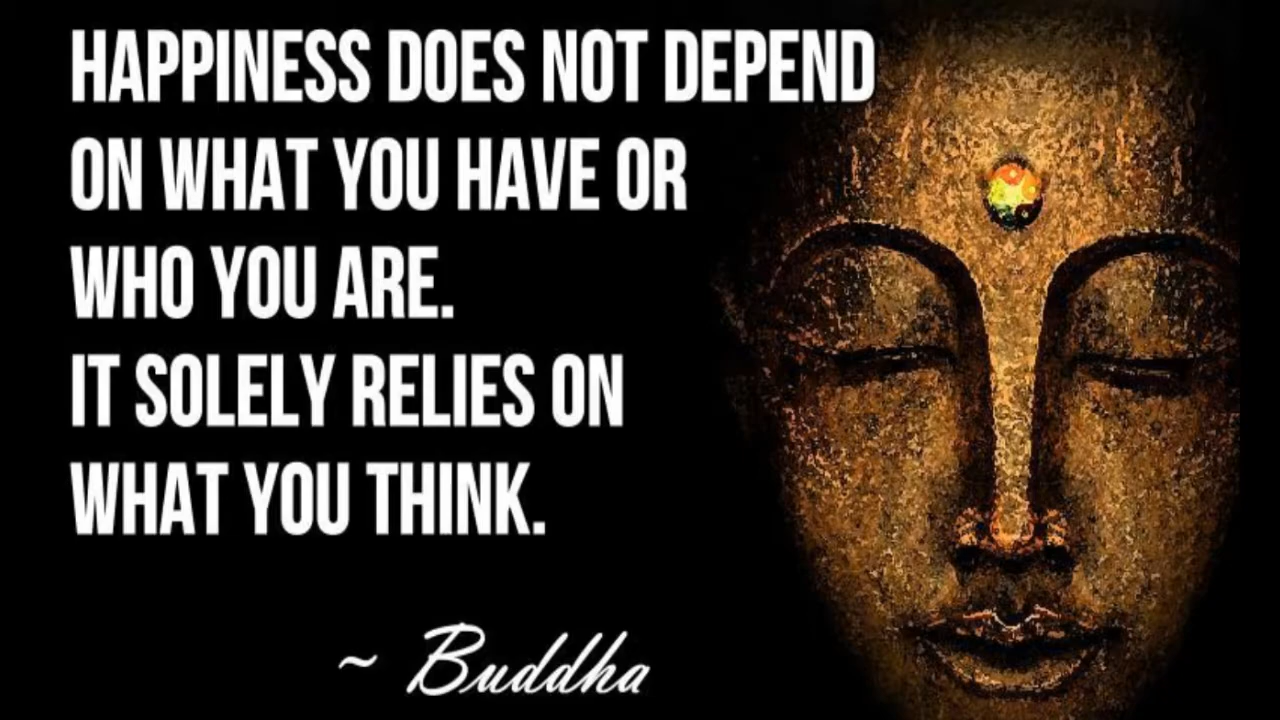 HAPPINESS DOES NOT DEPEND
ON WHAT YOU HAVE OR
WHO YOU ARE.
IT SOLELY RELIES ON
WHAT YOU THINK.
~ Buddha